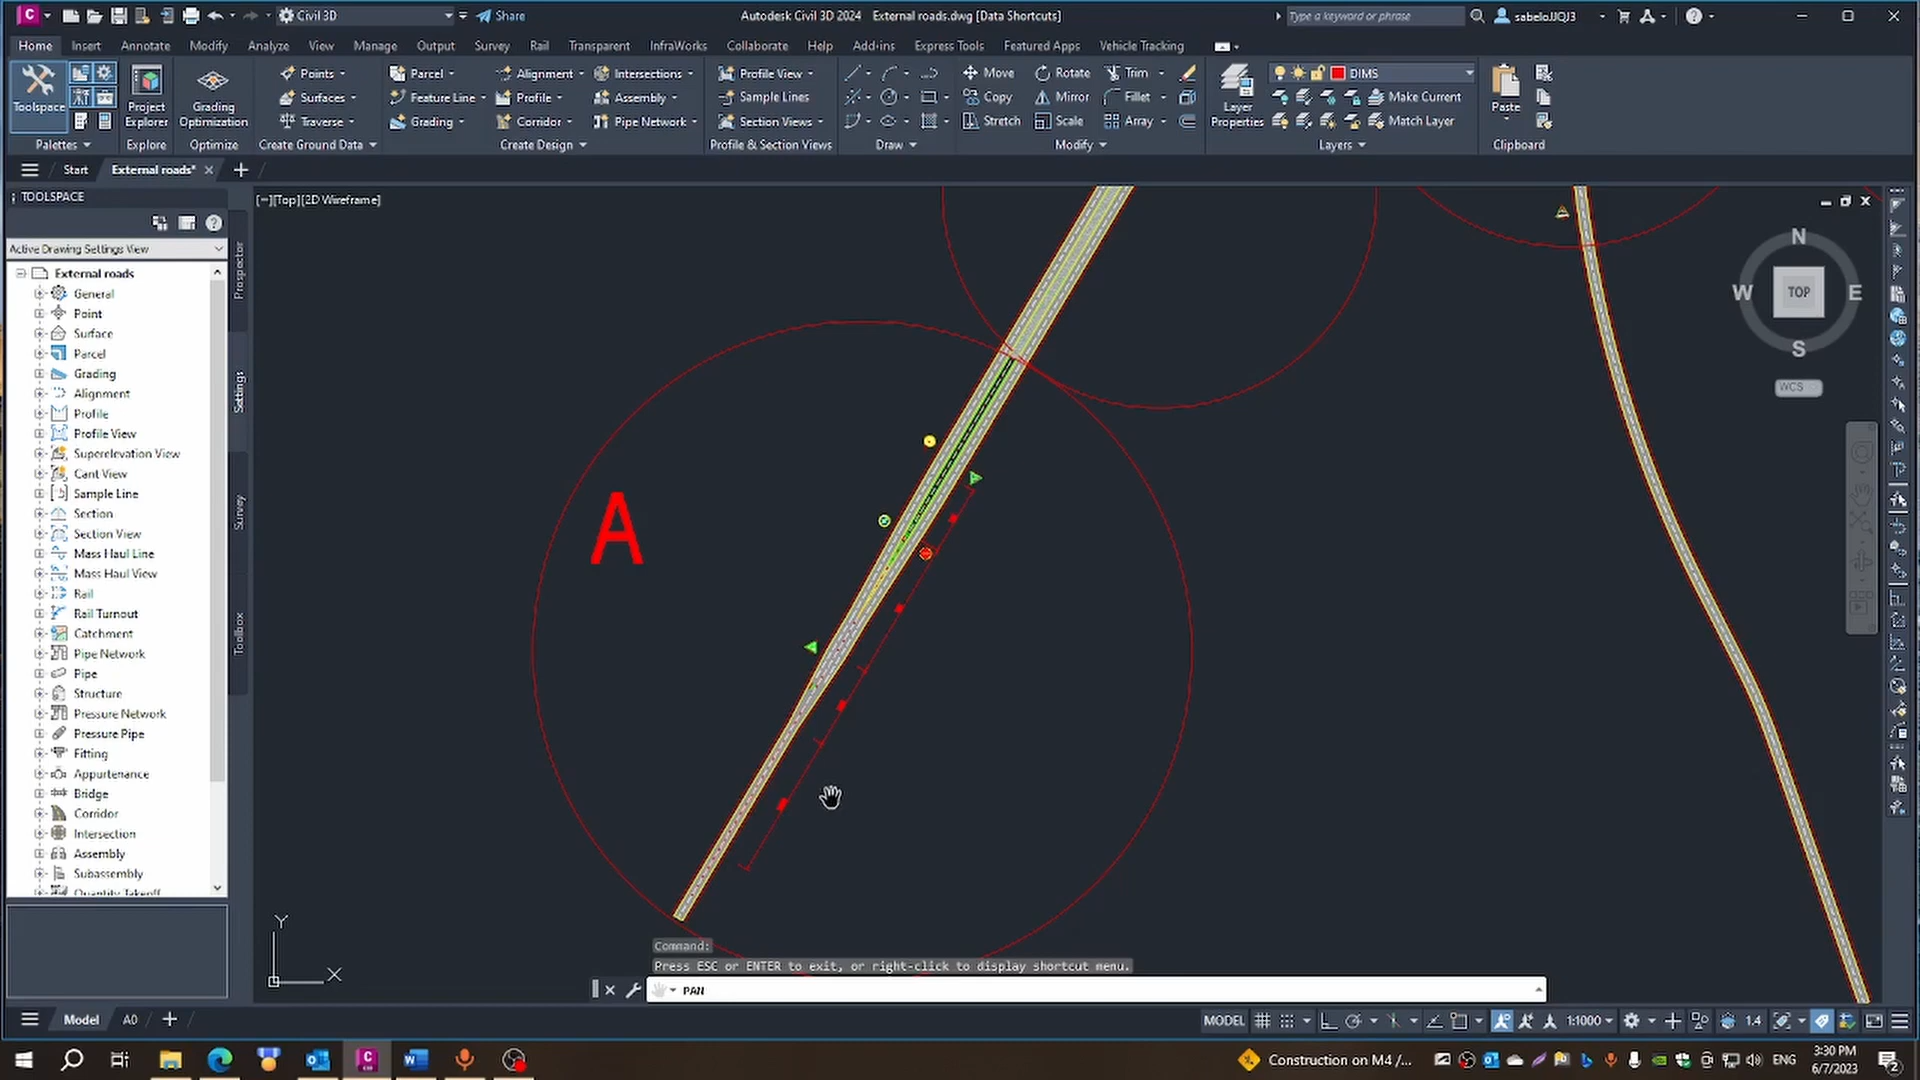 Civil 3D
Share
Autodesk Civil 3D 2024 External roads.dwg [Data Shortcuts]
Type a keyword or phrase
sabeloJJQJ3
Home Insert Annotate Modify Analyze View Manage Output Survey Rail Transparent InfraWorks Collaborate Help Add-ins Express Tools Featured Apps Vehicle Tracking
Toolspace
Project Explorer
Grading Optimization
Points
Surfaces
Traverse
Parcel
Feature Line
Grading
Alignment
Profile
Corridor
Intersections
Assembly
Pipe Network
Profile View
Sample Lines
Section Views
Move
Copy
Stretch
Rotate
Mirror
Scale
Trim
Fillet
Array
Layer Properties
DIMS
Make Current
Match Layer
Paste
Palettes Explore Optimize Create Ground Data Create Design Profile & Section Views Draw Modify Layers Clipboard
Start
External roads*
TOOLSPACE
Active Drawing Settings View
External roads
General
Point
Surface
Parcel
Grading
Alignment
Profile
Profile View
Superelevation View
Cant View
Sample Line
Section
Section View
Mass Haul Line
Mass Haul View
Rail
Rail Turnout
Catchment
Pipe Network
Pipe
Structure
Pressure Network
Pressure Pipe
Fitting
Appurtenance
Bridge
Corridor
Intersection
Assembly
Subassembly
Quantity Takeoff
Prospector
Settings
Survey
Toolbox
[−][Top][2D Wireframe]
A
N
W
TOP
E
S
WCS
Y
X
Command:
Press ESC or ENTER to exit, or right-click to display shortcut menu.
PAN
Model
A0
MODEL
1:1000
1.4
Construction on M4 /...
ENG
3:30 PM
6/7/2023
2